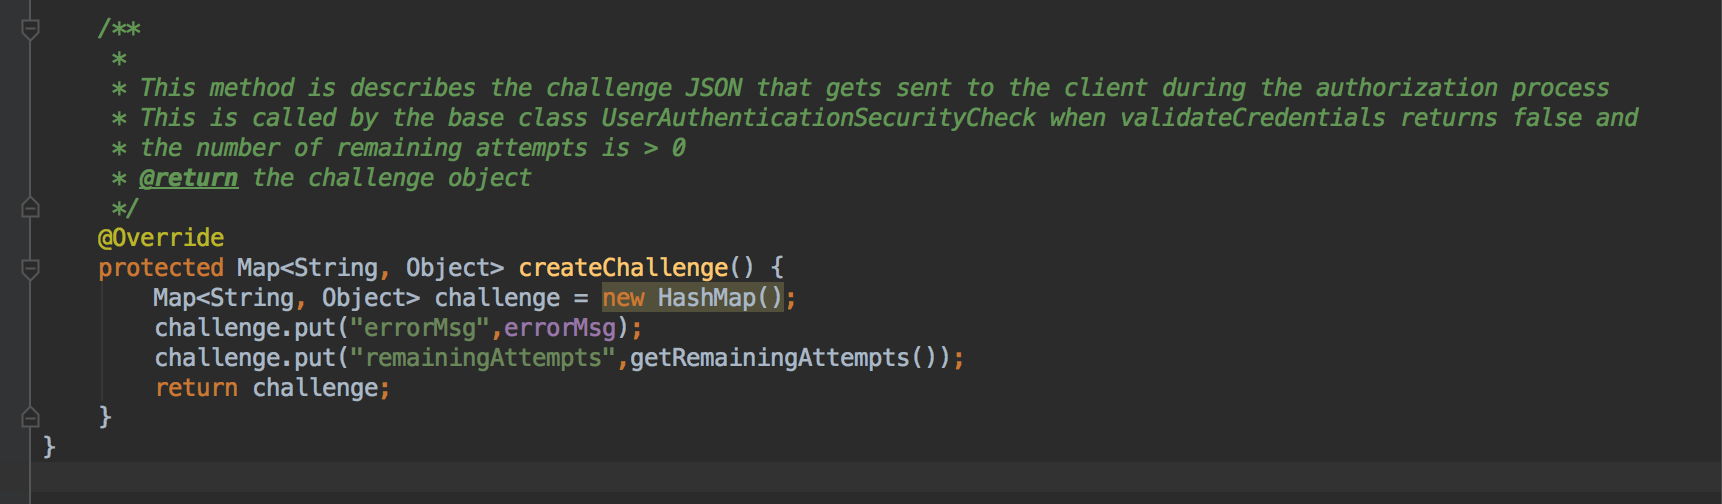 /**
*
* This method is describes the challenge JSON that gets sent to the client during the authorization process
* This is called by the base class UserAuthenticationSecurityCheck when validateCredentials returns false and
* the number of remaining attempts is > 0
* @return the challenge object
*/
@Override
protected Map<String, Object> createChallenge() {
Map<String, Object> challenge = new HashMap();
challenge.put("errorMsg",errorMsg);
challenge.put("remainingAttempts",getRemainingAttempts());
return challenge;
}
}